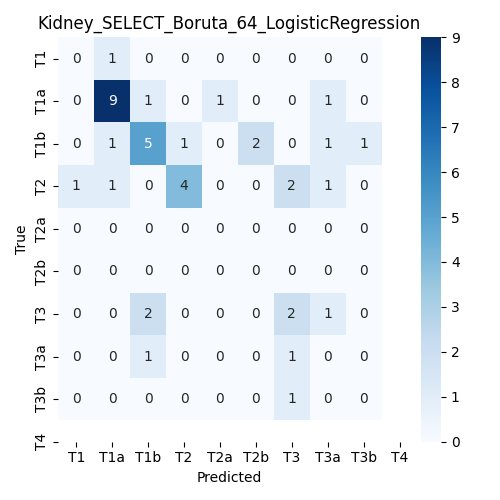 Kidney_SELECT_Boruta_64_LogisticRegression
T1 0 1 0 0 0 0 0 0 0
T1a 0 9 1 0 1 0 0 1 0
T1b 0 1 5 1 0 2 0 1 1
T2 1 1 0 4 0 0 2 1 0
T2a 0 0 0 0 0 0 0 0 0
T2b 0 0 0 0 0 0 0 0 0
T3 0 0 2 0 0 0 2 1 0
T3a 0 0 1 0 0 0 1 0 0
T3b 0 0 0 0 0 0 1 0 0
T4
True
T1 T1a T1b T2 T2a T2b T3 T3a T3b T4
Predicted
9
8
7
6
5
4
3
2
1
0